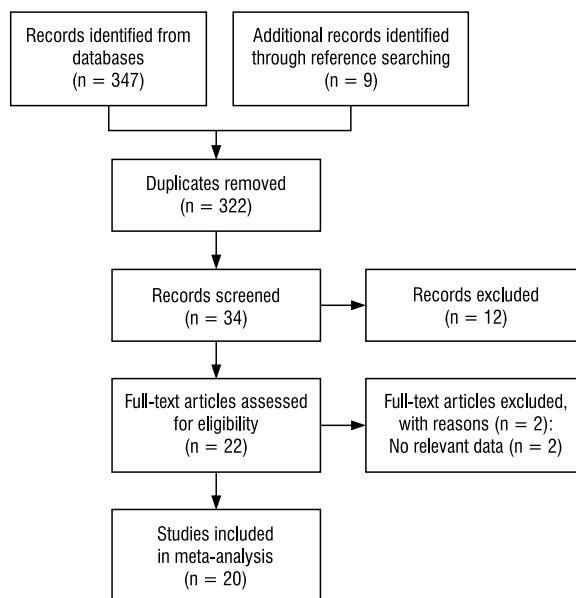 Records identified from
databases
(n = 347)
Additional records identified
through reference searching
(n = 9)
Duplicates removed
(n = 322)
Records screened
(n = 34)
Records excluded
(n = 12)
Full-text articles assessed
for eligibility
(n = 22)
Full-text articles excluded,
with reasons (n = 2):
No relevant data (n = 2)
Studies included
in meta-analysis
(n = 20)